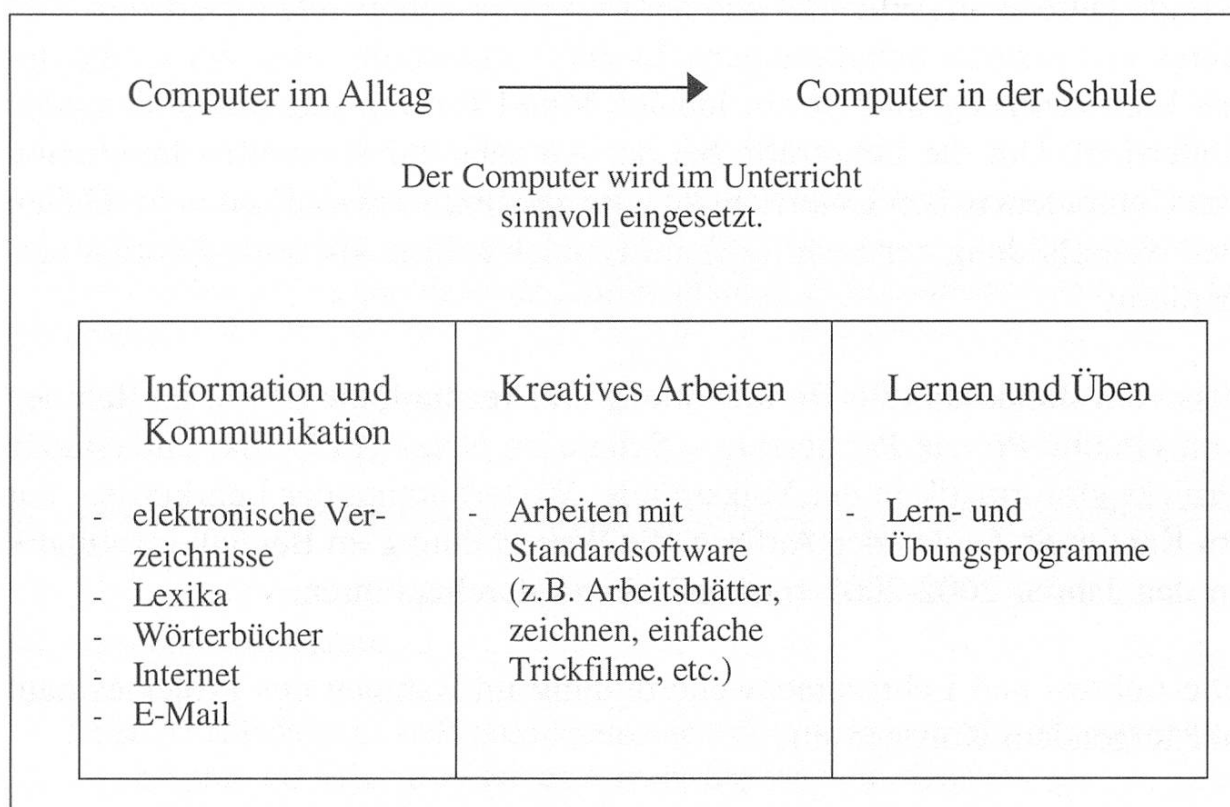 Computer im Alltag
Computer in der Schule
Der Computer wird im Unterricht
sinnvoll eingesetzt.
Information und
Kommunikation
- elektronische Ver-
zeichnisse
- Lexika
- Wörterbücher
- Internet
- E-Mail
Kreatives Arbeiten
- Arbeiten mit
Standardsoftware
(z.B. Arbeitsblätter,
zeichnen, einfache
Trickfilme, etc.)
Lernen und Üben
- Lern- und
Übungsprogramme